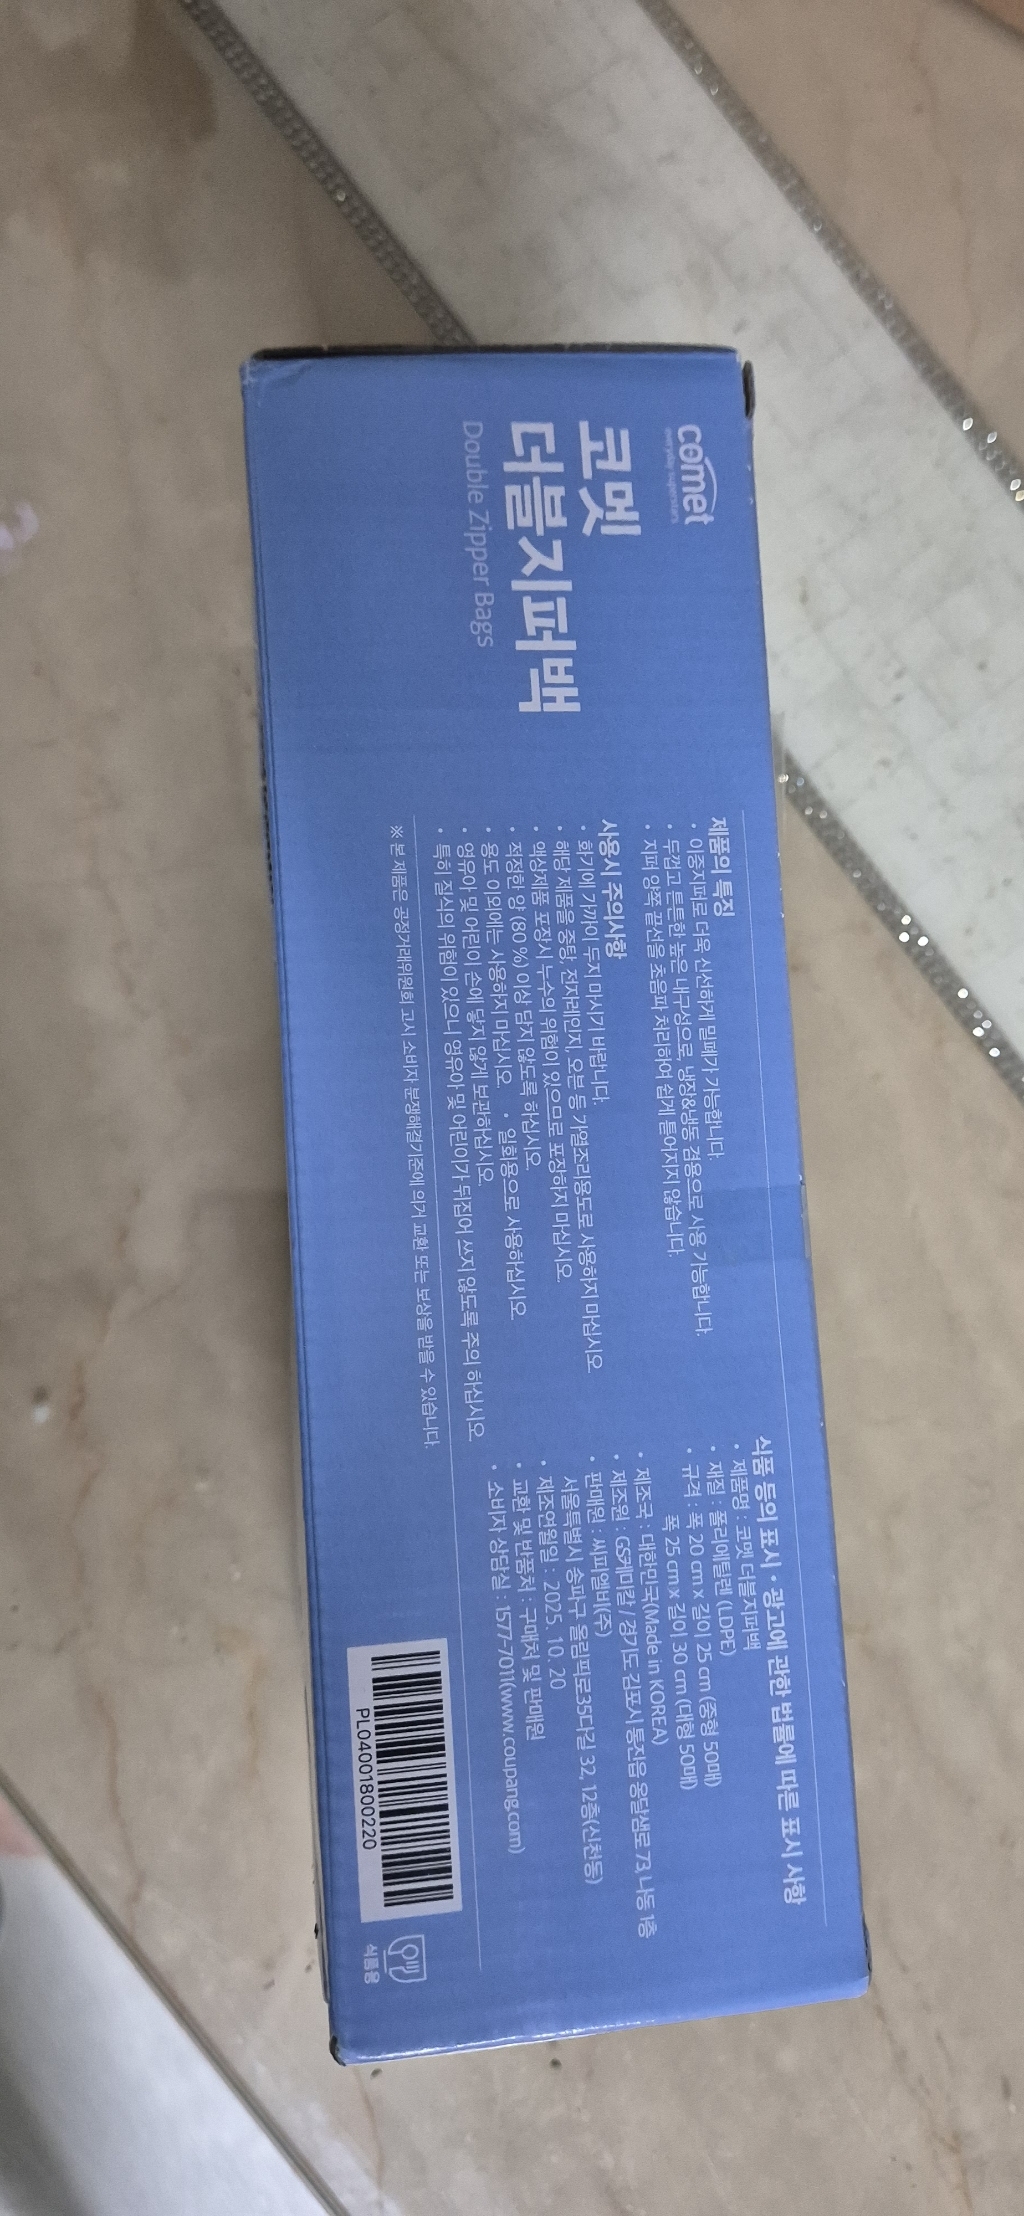 comet
everyday superstars
코멧
더블지퍼백
Double Zipper Bags
제품의 특징
• 이중지퍼로 더욱 신선하게 밀폐가 가능합니다.
• 두껍고 튼튼한 높은 내구성으로, 냉장&냉동 겸용으로 사용 가능합니다.
• 지퍼 양쪽 끝선을 초음파 처리하여 쉽게 틀어지지 않습니다.
사용시 주의사항
• 화기에 가까이 두지 마시기 바랍니다.
• 해당 제품을 중탕, 전자레인지, 오븐 등 가열조리용도로 사용하지 마십시오.
• 액상제품 포장시 누수의 위험이 있으므로 포장하지 마십시오.
• 적정한 양 (80 %) 이상 담지 않도록 하십시오.
• 용도 이외에는 사용하지 마십시오. • 일회용으로 사용하십시오.
• 영유아 및 어린이 손에 닿지 않게 보관하십시오.
• 특히 질식의 위험이 있으니 영유아 및 어린이가 뒤집어 쓰지 않도록 주의 하십시오.
※ 본 제품은 공정거래위원회 고시 소비자 분쟁해결기준에 의거 교환 또는 보상을 받을 수 있습니다.
식품 등의 표시 • 광고에 관한 법률에 따른 표시 사항
• 제품명 : 코멧 더블지퍼백
• 재질 : 폴리에틸렌 (LDPE)
• 규격 : 폭 20 cm x 길이 25 cm (중형 50매)
폭 25 cm x 길이 30 cm (대형 50매)
• 제조국 : 대한민국(Made in KOREA)
• 제조원 : GS케미칼 / 경기도 김포시 통진읍 옹달샘로 73, 나동 1층
• 판매원 : 씨피엘비(주)
서울특별시 송파구 올림픽로35다길 32, 12층(신천동)
• 제조연월일 : 2025. 10. 20
• 교환 및 반품처 : 구매처 및 판매원
• 소비자 상담실 : 1577-7011(www.coupang.com)
PL04001800220
식품용